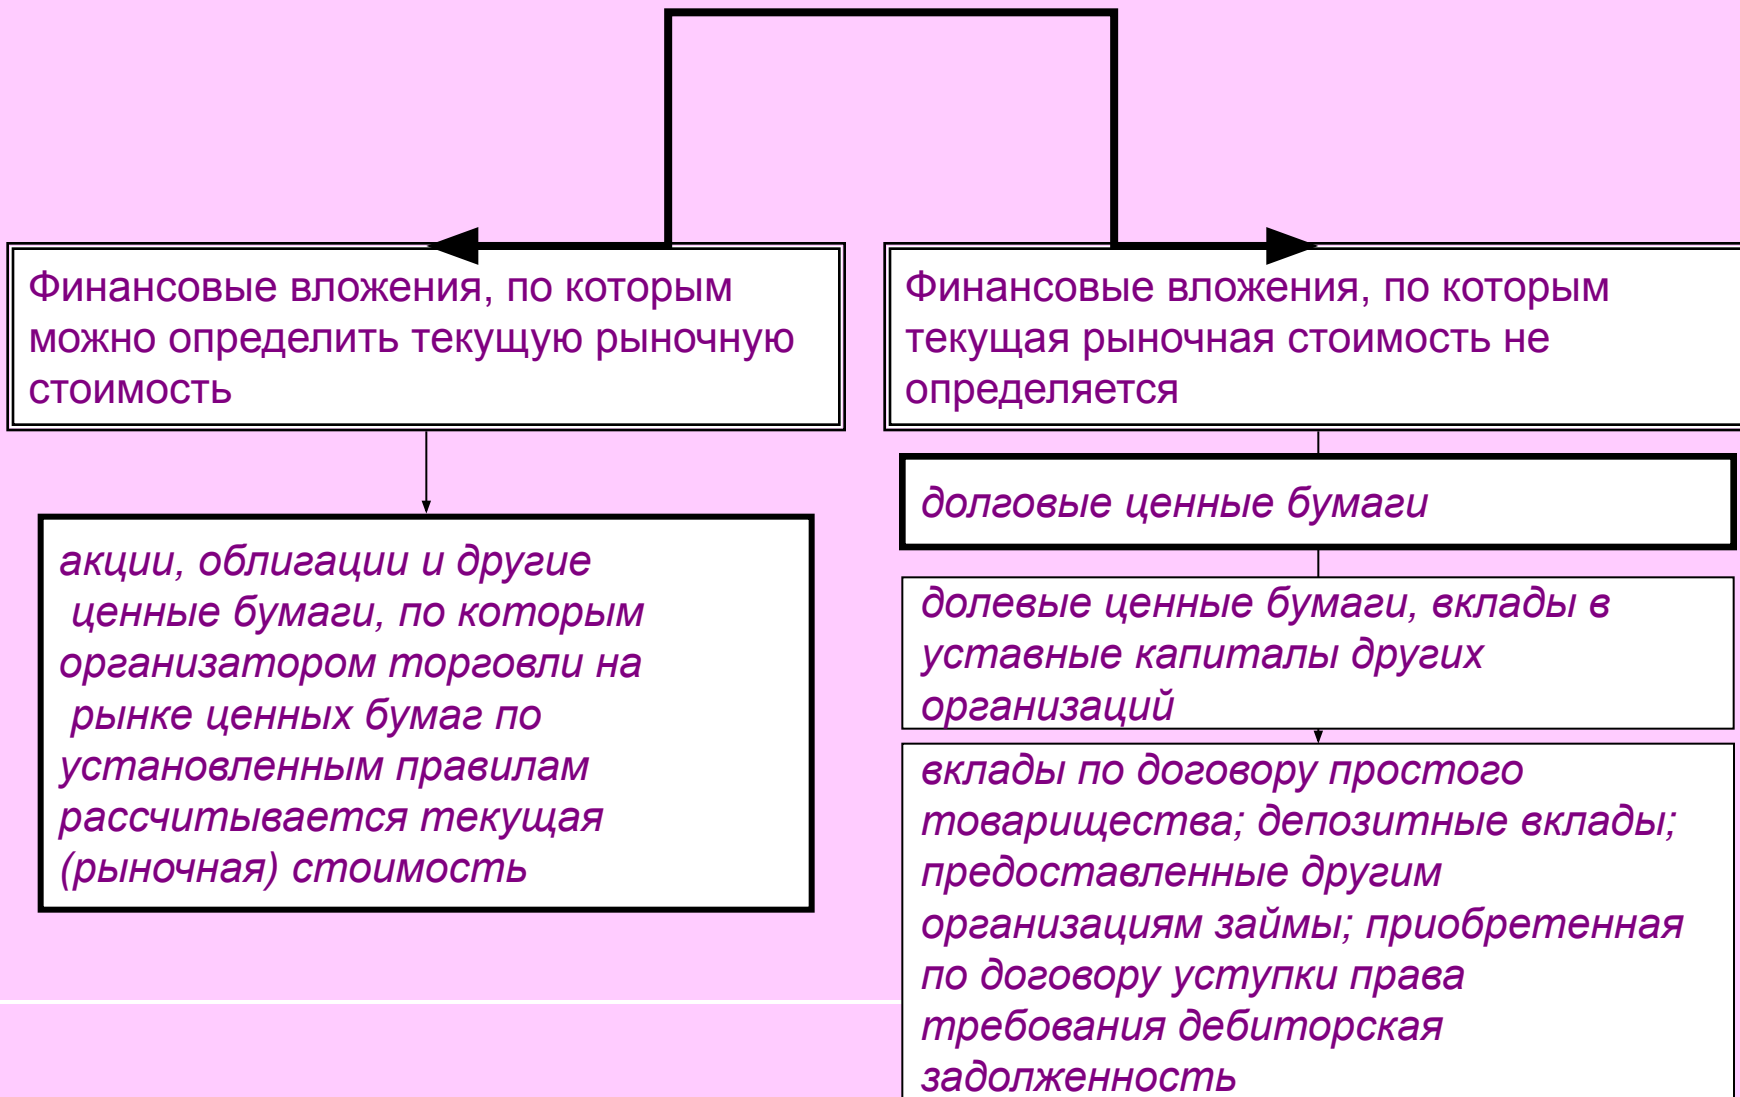 Финансовые вложения, по которым
можно определить текущую рыночную
стоимость
акции, облигации и другие
ценные бумаги, по которым
организатором торговли на
рынке ценных бумаг по
установленным правилам
рассчитывается текущая
(рыночная) стоимость
Финансовые вложения, по которым
текущая рыночная стоимость не
определяется
долговые ценные бумаги
долевые ценные бумаги, вклады в
уставные капиталы других
организаций
вклады по договору простого
товарищества; депозитные вклады;
предоставленные другим
организациям займы; приобретенная
по договору уступки права
требования дебиторская
задолженность